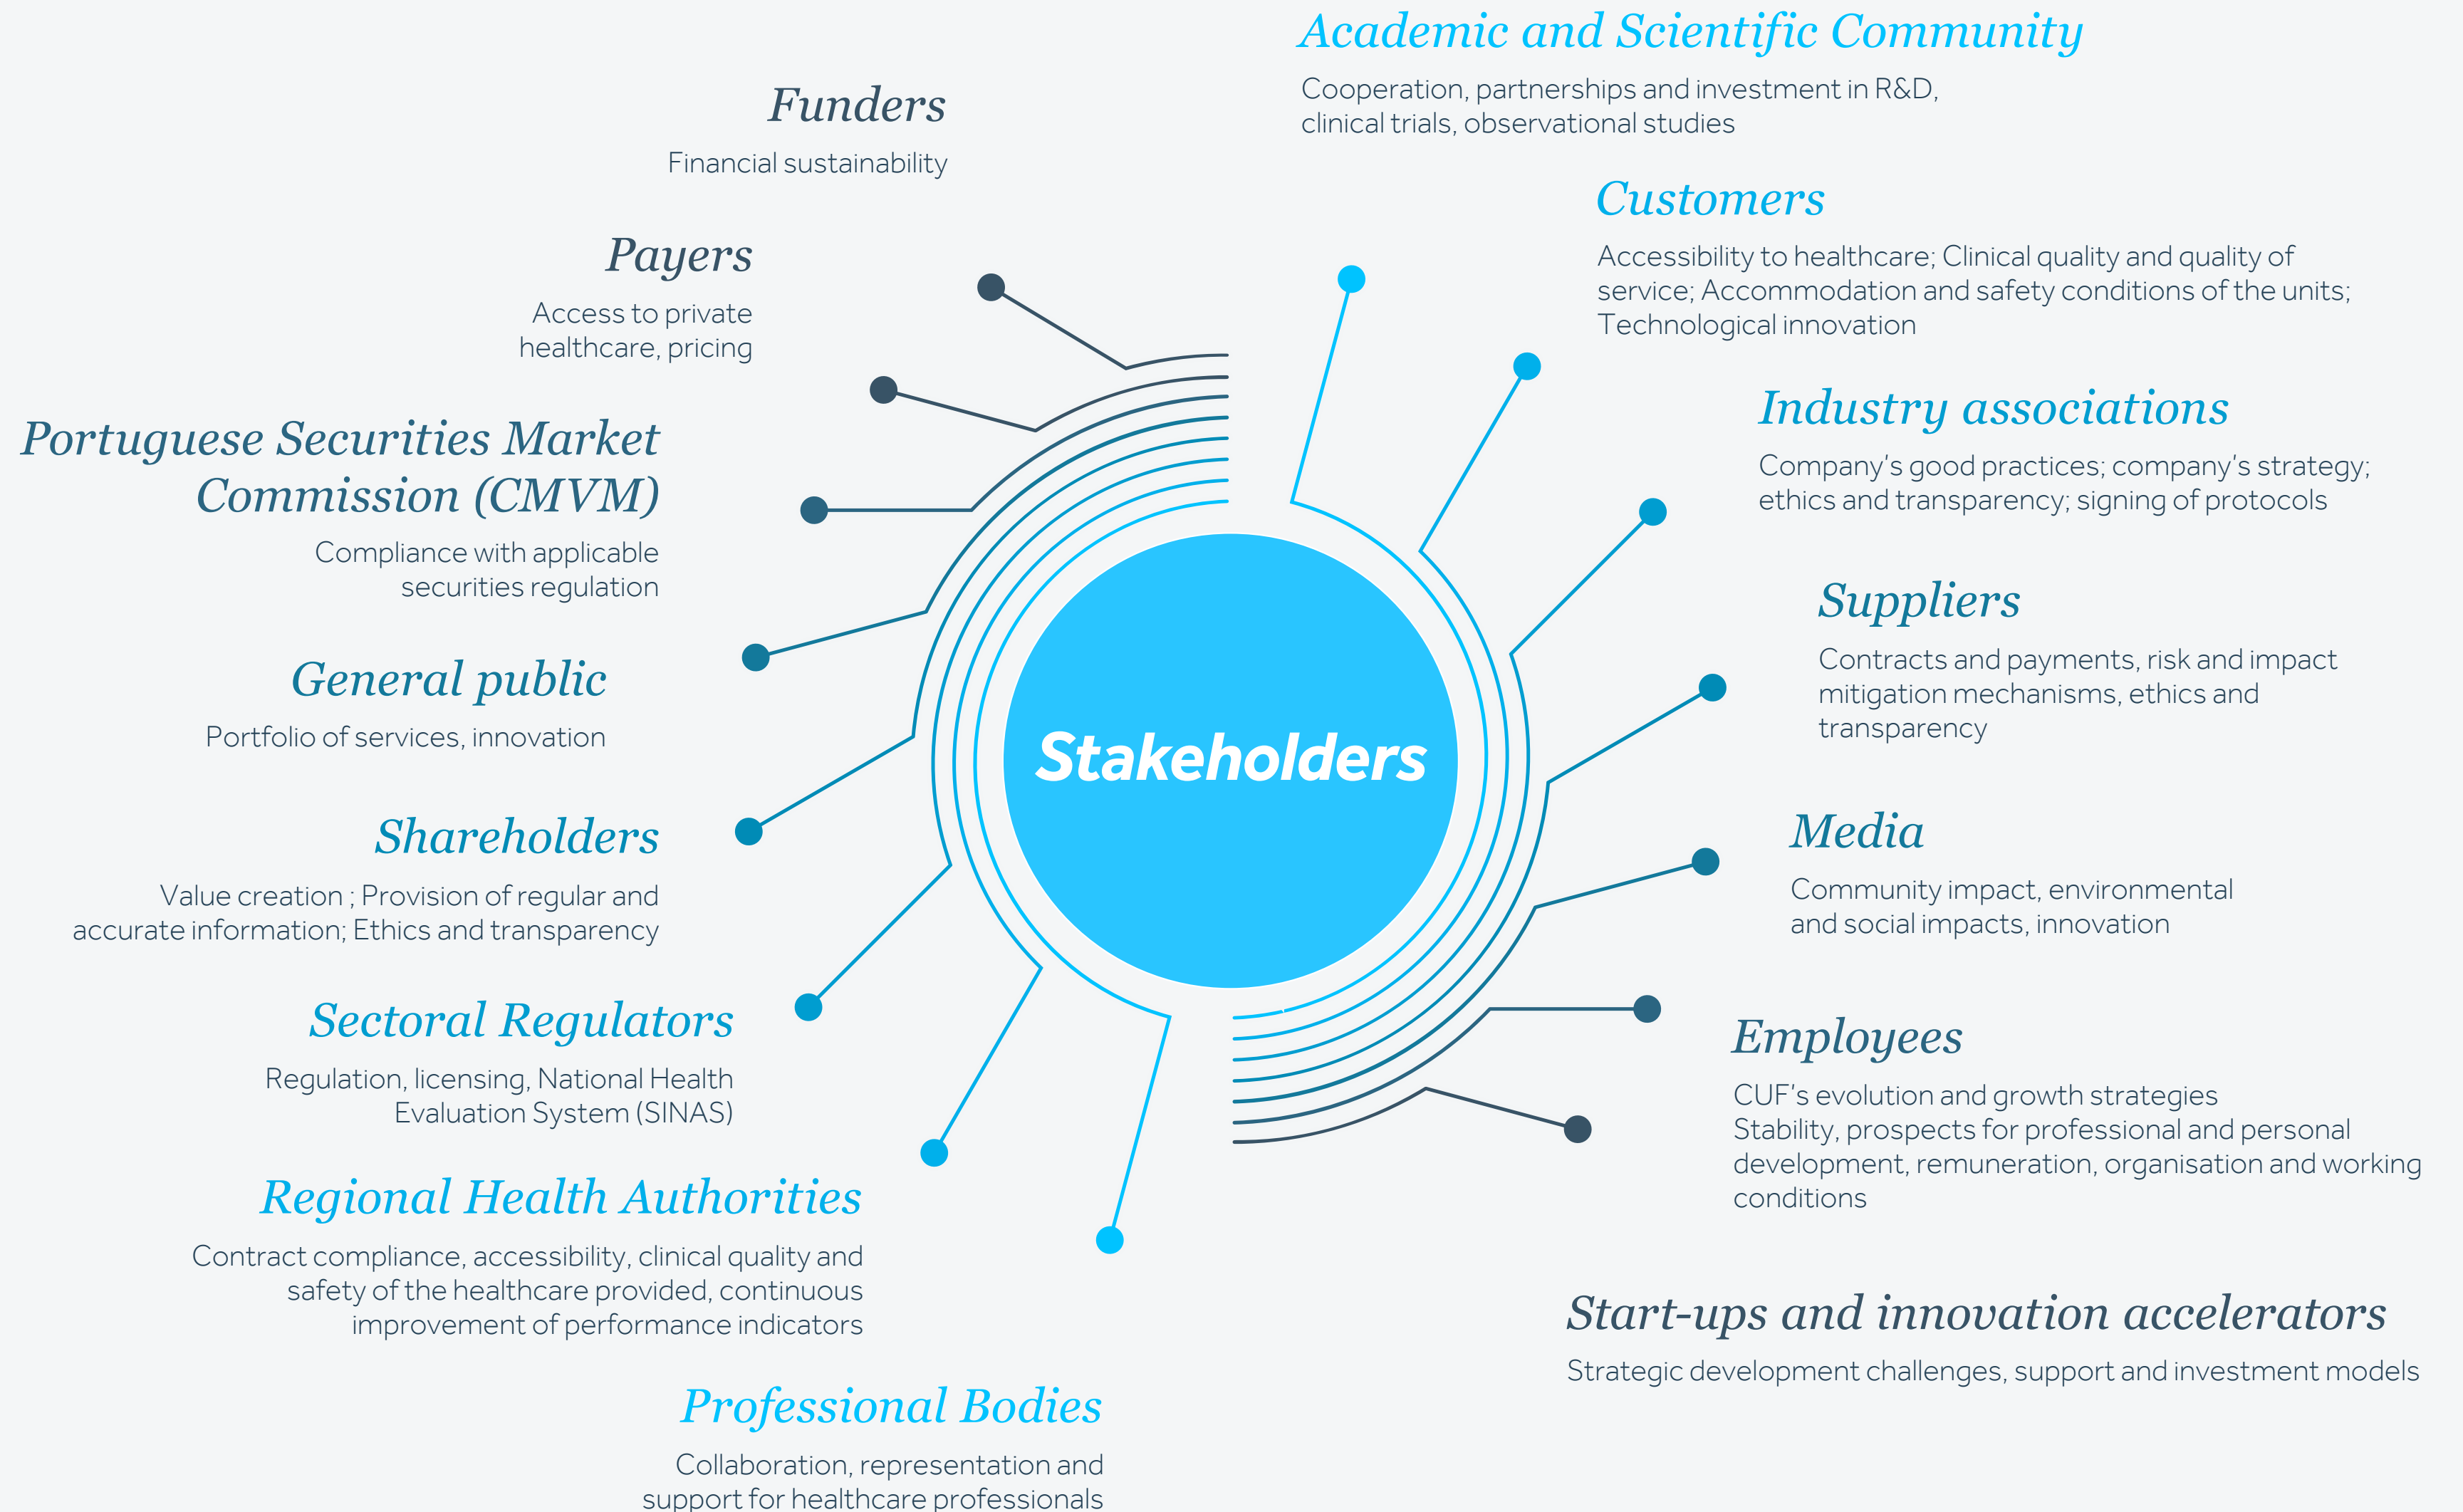 Academic and Scientific Community
Cooperation, partnerships and investment in R&D,
clinical trials, observational studies
Funders
Financial sustainability
Customers
Accessibility to healthcare; Clinical quality and quality of
service; Accommodation and safety conditions of the units;
Technological innovation
Payers
Access to private
healthcare, pricing
Industry associations
Company's good practices; company's strategy;
ethics and transparency; signing of protocols
Portuguese Securities Market
Commission (CMVM)
Compliance with applicable
securities regulation
Suppliers
Contracts and payments, risk and impact
mitigation mechanisms, ethics and
transparency
General public
Portfolio of services, innovation
Stakeholders
Media
Community impact, environmental
and social impacts, innovation
Shareholders
Value creation ; Provision of regular and
accurate information; Ethics and transparency
Sectoral Regulators
Regulation, licensing, National Health
Evaluation System (SINAS)
Employees
CUF's evolution and growth strategies
Stability, prospects for professional and personal
development, remuneration, organisation and working
conditions
Regional Health Authorities
Contract compliance, accessibility, clinical quality and
safety of the healthcare provided, continuous
improvement of performance indicators
Start-ups and innovation accelerators
Strategic development challenges, support and investment models
Professional Bodies
Collaboration, representation and
support for healthcare professionals